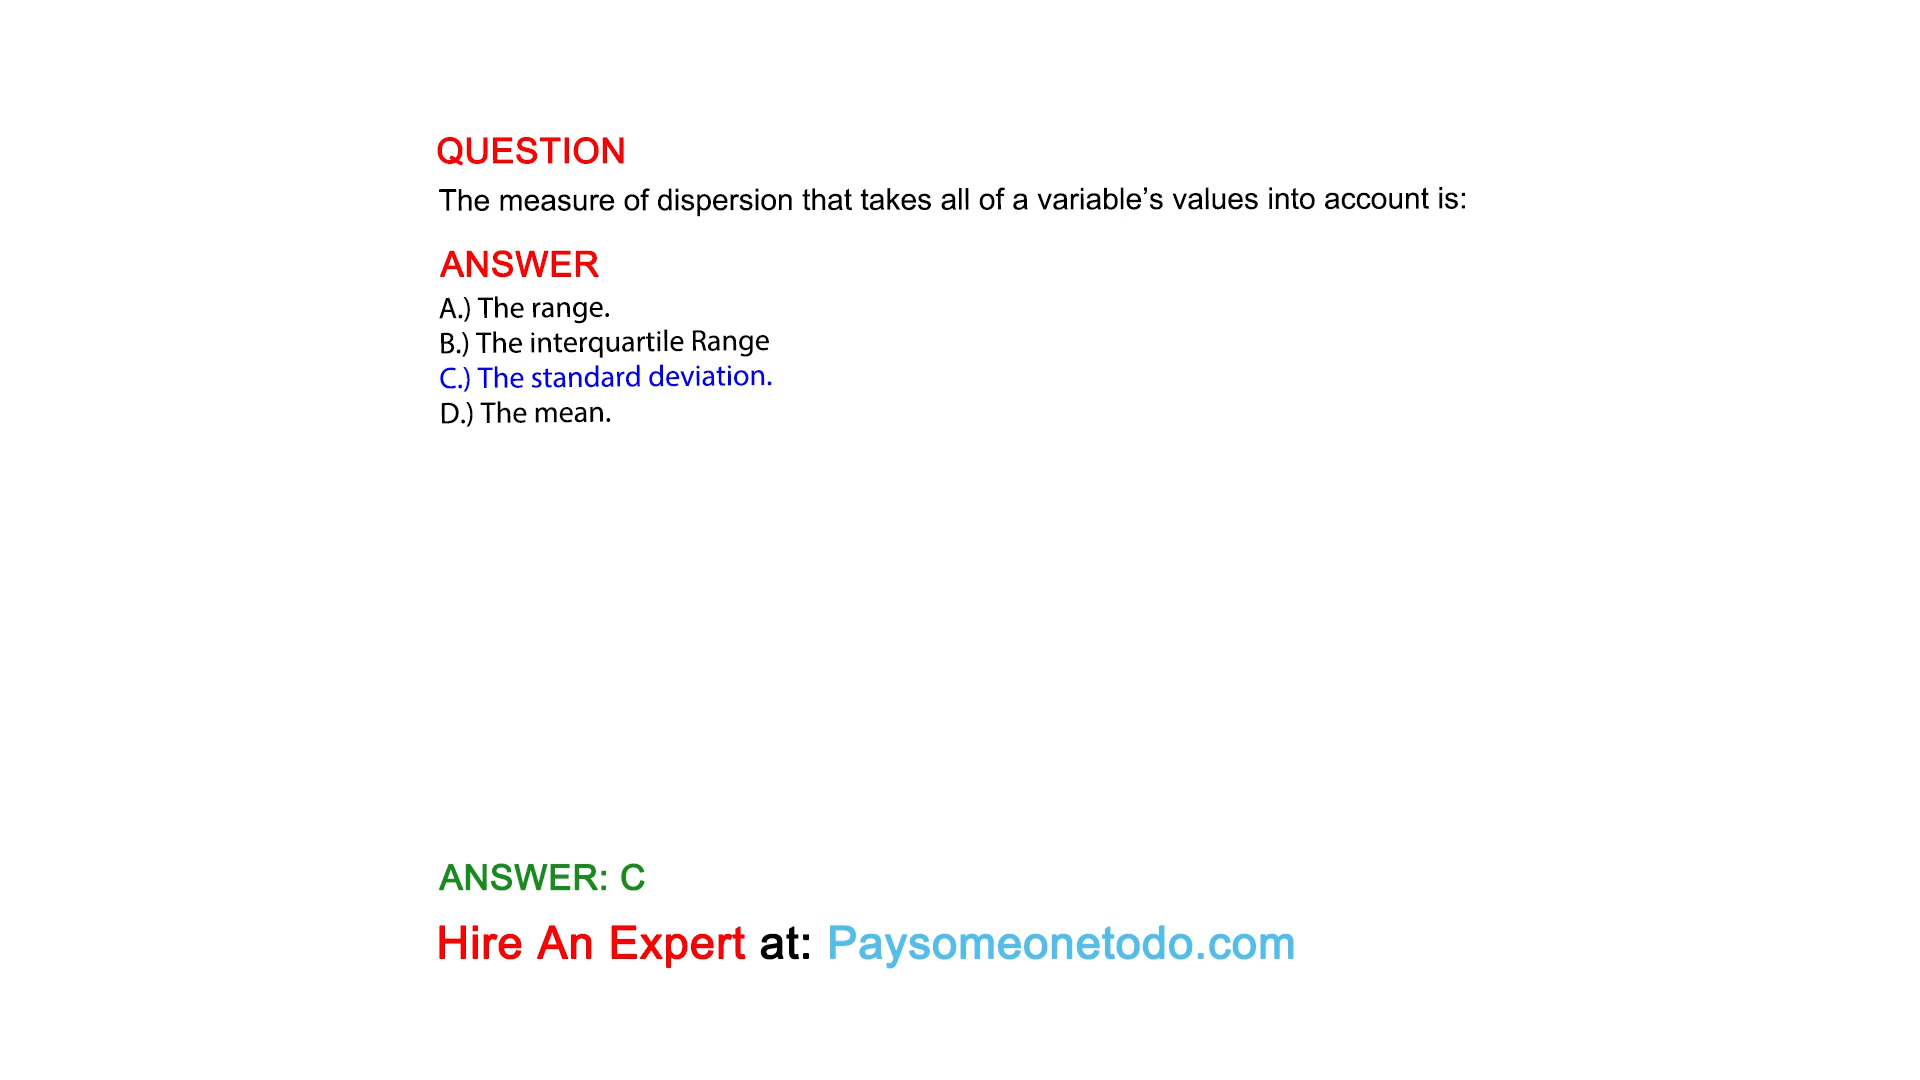 QUESTION
The measure of dispersion that takes all of a variable’s values into account is:
ANSWER
A.) The range.
B.) The interquartile Range
C.) The standard deviation.
D.) The mean.
ANSWER: C
Hire An Expert at: Paysomeonetodo.com